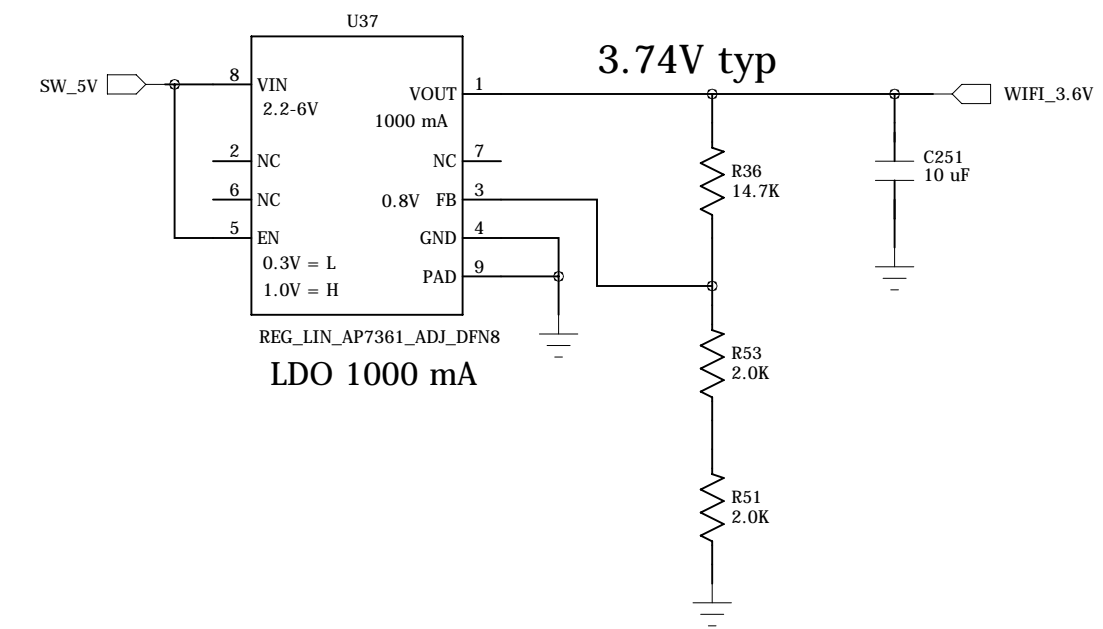 U37
3.74V typ
SW_5V
8
VIN
2.2-6V
VOUT
1
1000 mA
WIFI_3.6V
2
NC
NC
7
R36
14.7K
C251
10 uF
6
NC
0.8V
FB
3
5
EN
GND
4
0.3V = L
1.0V = H
PAD
9
REG_LIN_AP7361_ADJ_DFN8
LDO 1000 mA
R53
2.0K
R51
2.0K